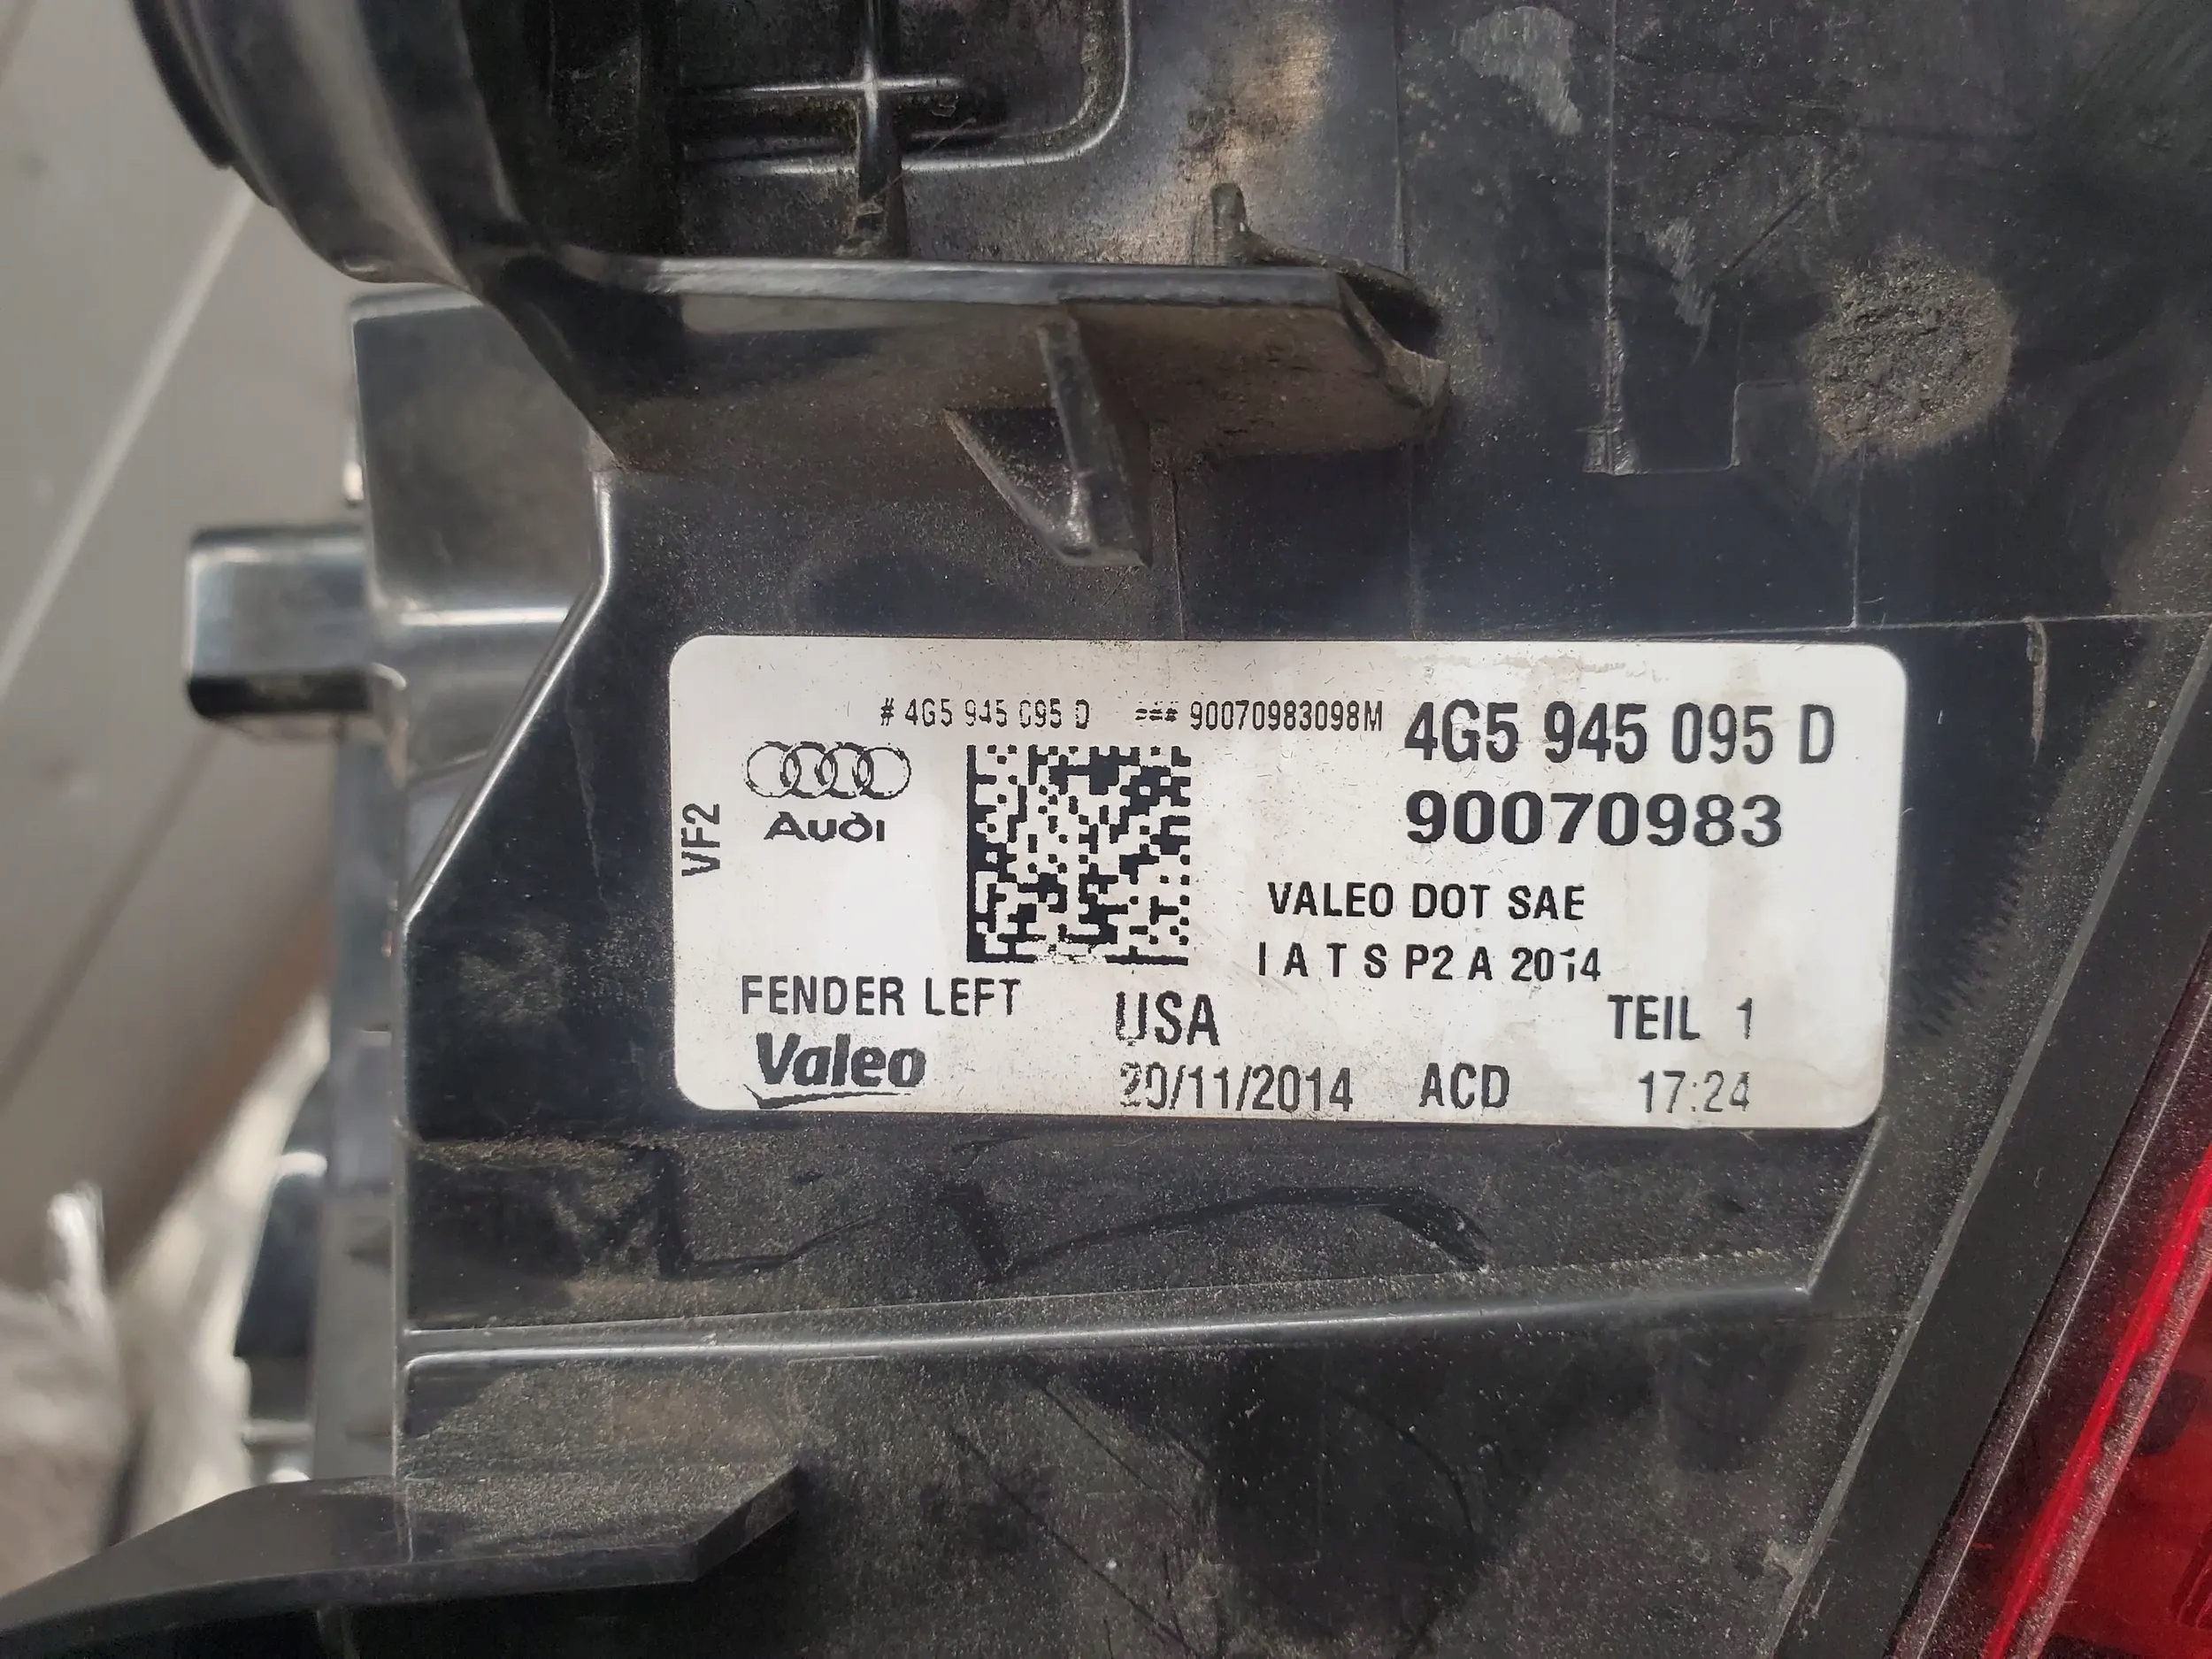 # 4G5 945 095 D ### 90070983098M
4G5 945 095 D
90070983
Audi
VF2
VALEO DOT SAE
I A T S P2 A 2014
FENDER LEFT
USA
TEIL 1
Valeo
20/11/2014 ACD 17:24